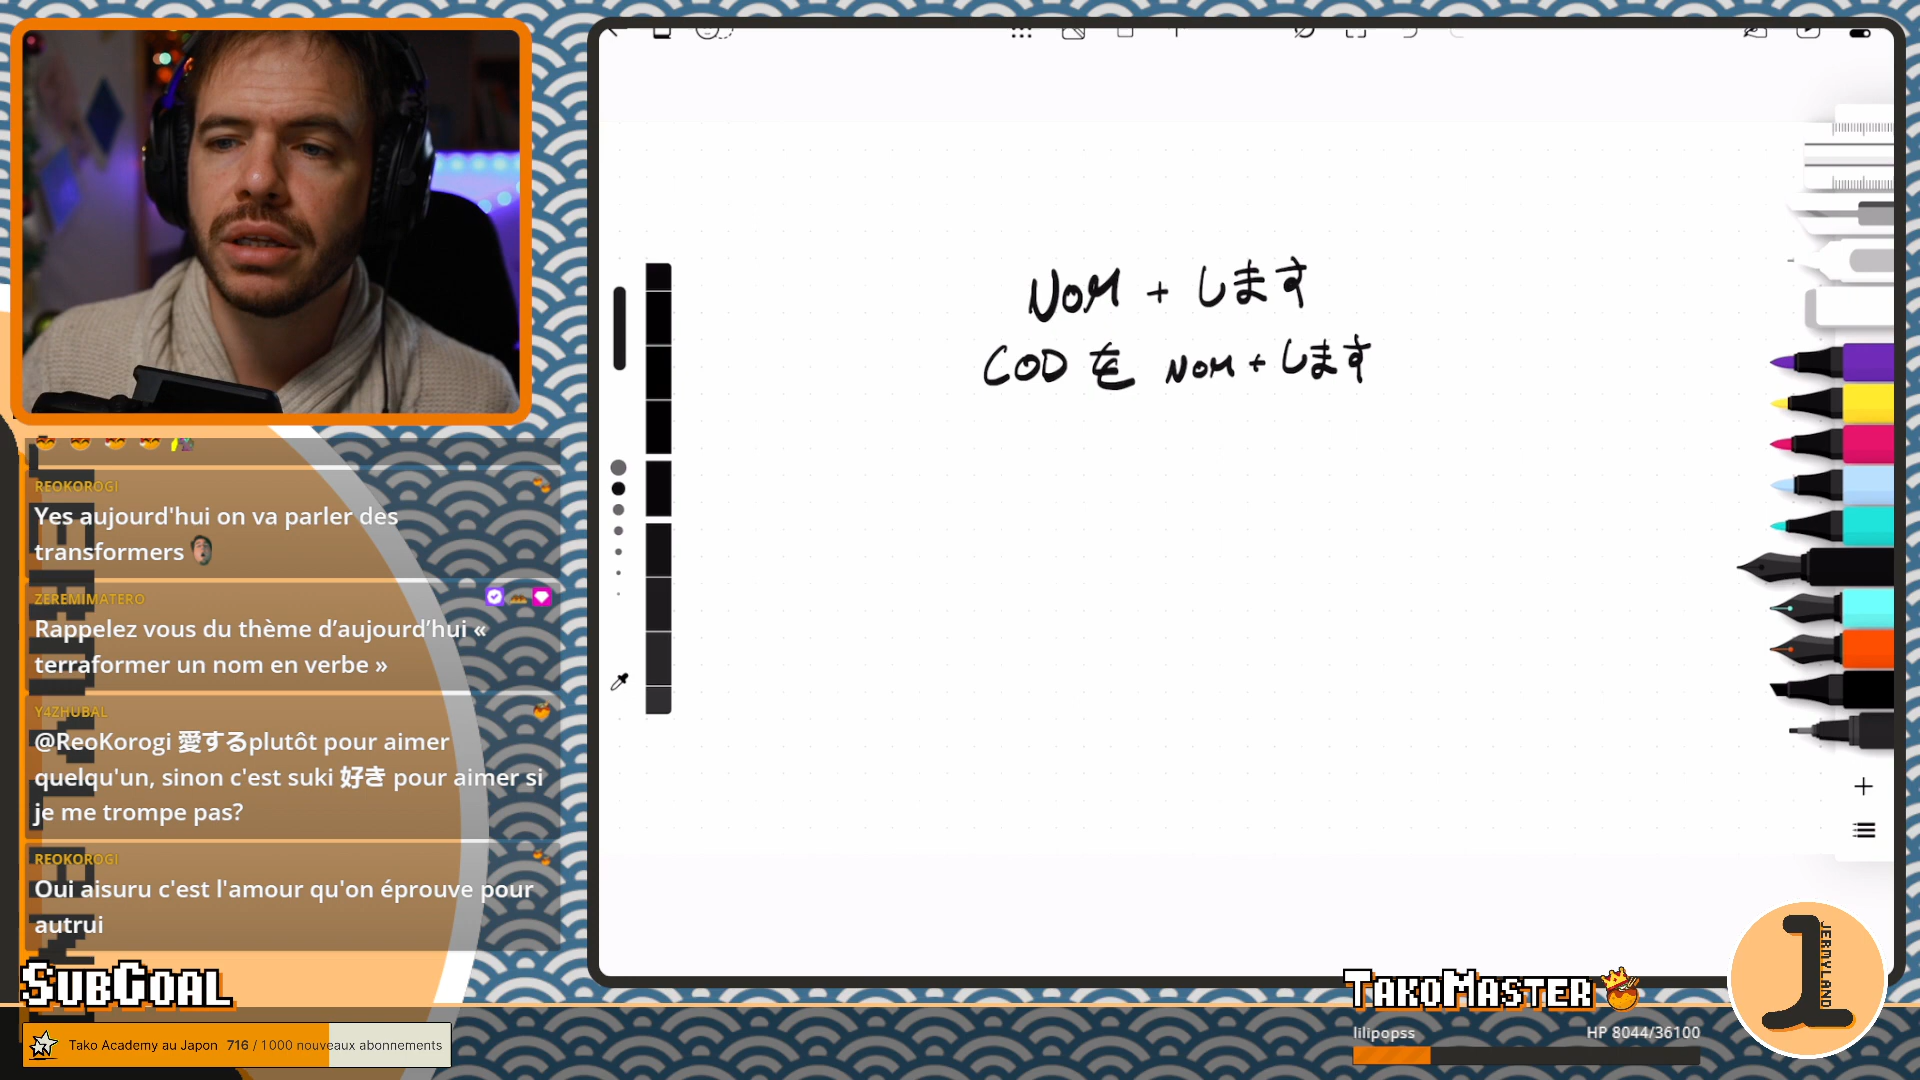 NOM + します
COD を NOM + します
REOKOROGI
Yes aujourd'hui on va parler des
transformers
ZEREMIMATERO
Rappelez vous du thème d’aujourd’hui «
terraformer un nom en verbe »
Y4ZHUBAL
@ReoKorogi 愛するplutôt pour aimer
quelqu'un, sinon c'est suki 好き pour aimer si
je me trompe pas?
REOKOROGI
Oui aisuru c'est l'amour qu'on éprouve pour
autrui
SUBGOAL
Tako Academy au Japon 716 / 1000 nouveaux abonnements
TAKOMASTER
lilipopss HP 8044/36100
JEREMYLAND